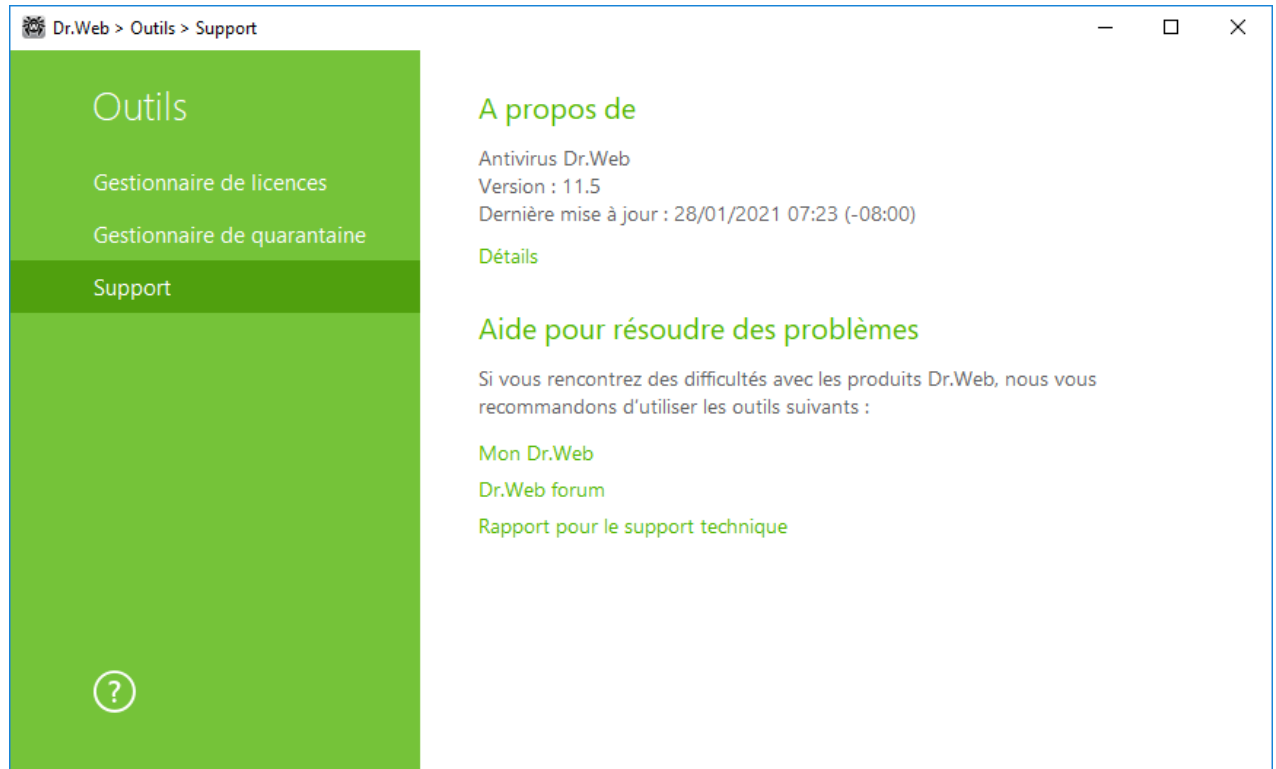 Dr.Web > Outils > Support
Outils
Gestionnaire de licences
Gestionnaire de quarantaine
Support
?
A propos de
Antivirus Dr.Web
Version : 11.5
Dernière mise à jour : 28/01/2021 07:23 (-08:00)
Détails
Aide pour résoudre des problèmes
Si vous rencontrez des difficultés avec les produits Dr.Web, nous vous
recommandons d'utiliser les outils suivants :
Mon Dr.Web
Dr.Web forum
Rapport pour le support technique